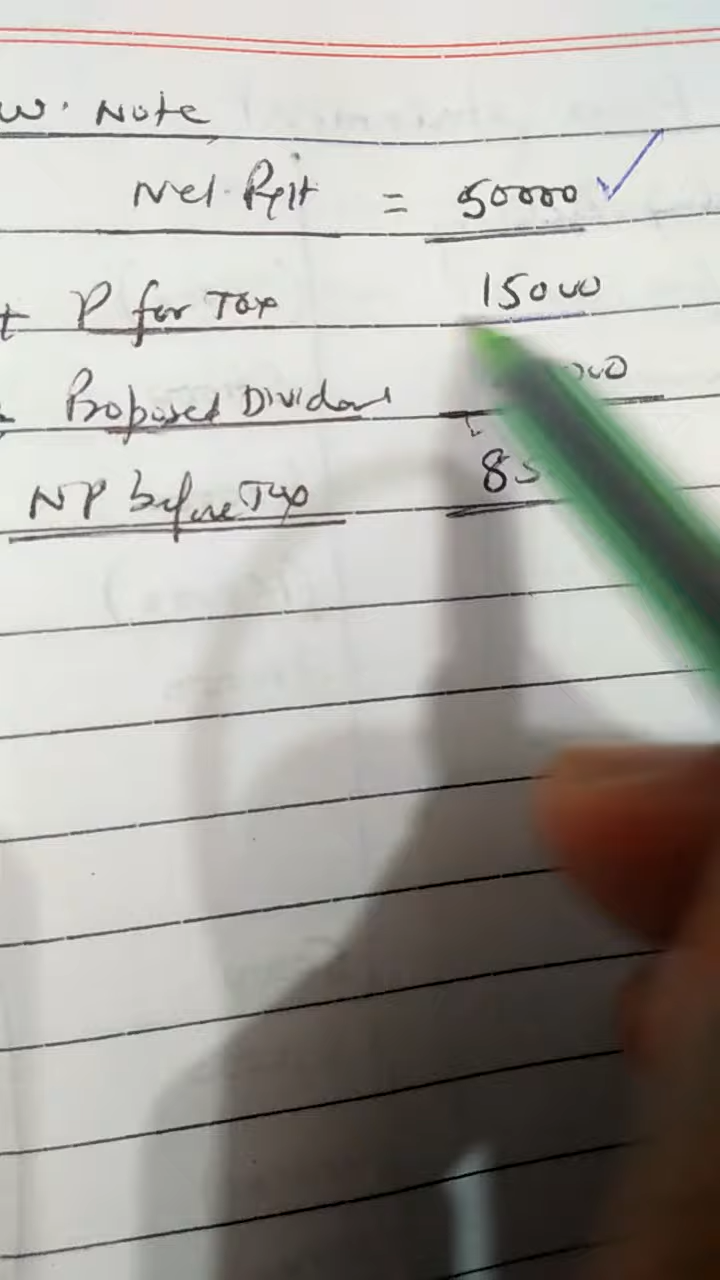 W. Note
Net Profit = 50000 ✓
+ P for Tax 15000
Proposed Dividend
NP before Tax